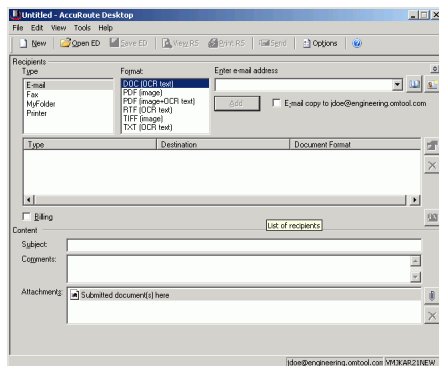 Untitled - AccuRoute Desktop
File Edit View Tools Help
New Open ED Save ED View RS Print RS Send Options
Recipients
Type Format: Enter e-mail address
E-mail
Fax
MyFolder
Printer
DOC (OCR text)
PDF (image)
PDF (image+OCR text)
RTF (OCR text)
TIFF (image)
TXT (OCR text)
Add E-mail copy to jdoe@engineering.omtool.com
Type Destination Document Format
Billing
List of recipients
Content
Subject:
Comments:
Attachments: Submitted document(s) here
jdoe@engineering.omtool.com VMJKAR21NEW